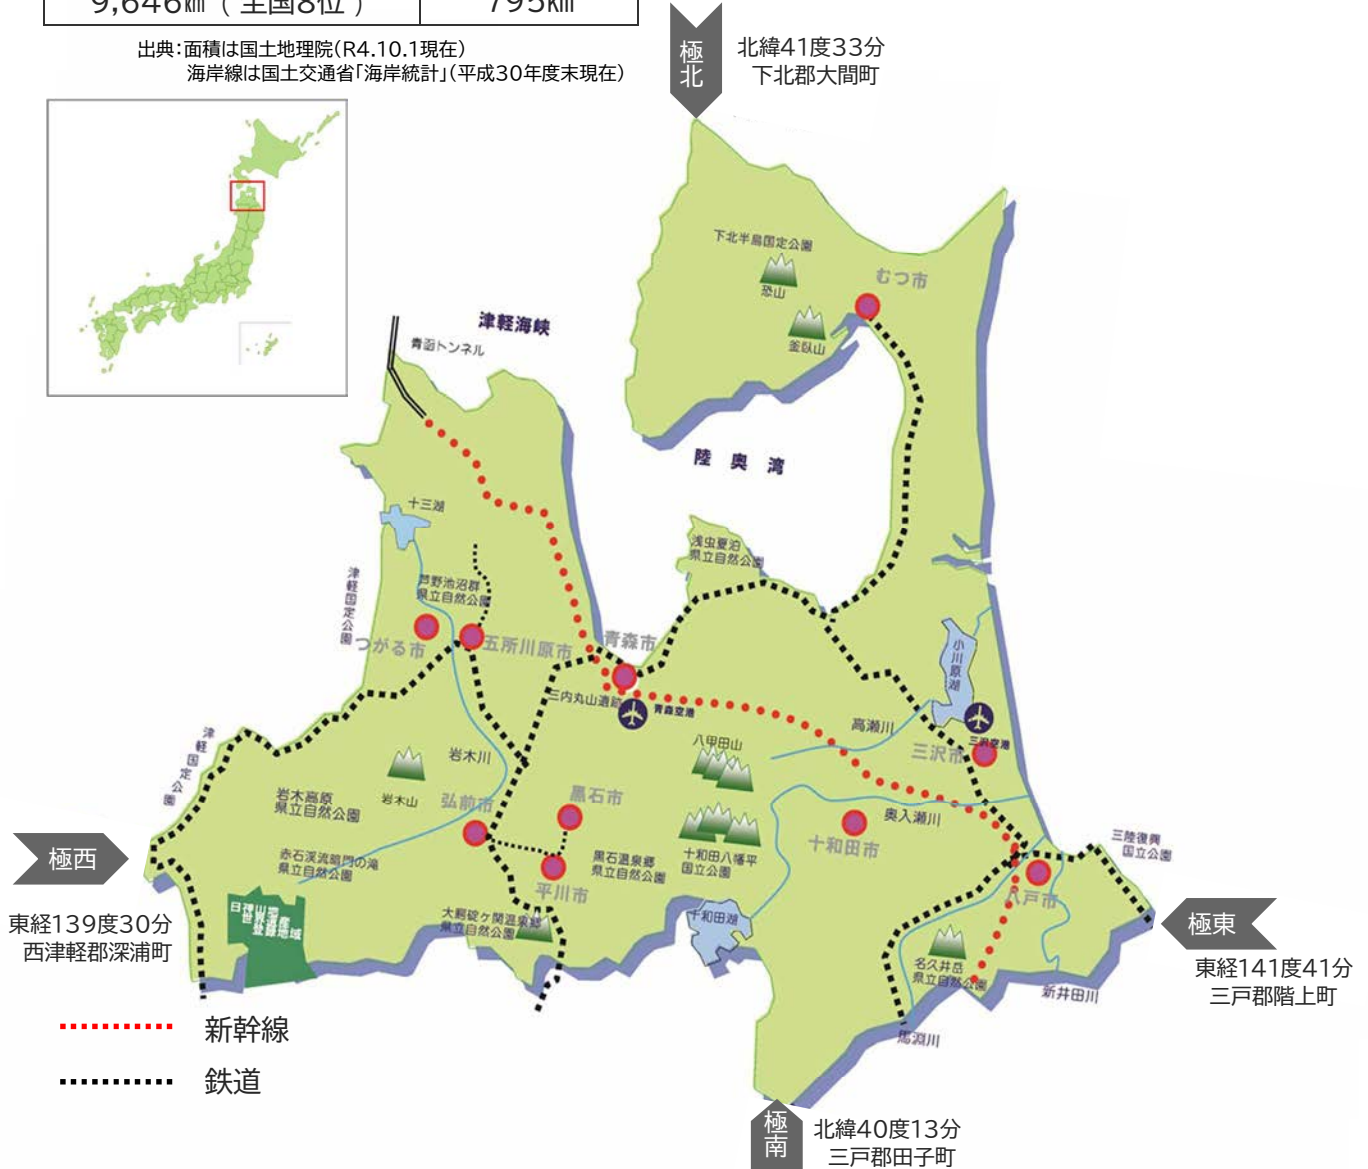 9,646㎢（全国8位）
795㎞
出典：面積は国土地理院（R4.10.1現在）
海岸線は国土交通省「海岸統計」（平成30年度末現在）
極北
北緯41度33分
下北郡大間町
下北半島国定公園
恐山
むつ市
釜臥山
津軽海峡
青函トンネル
陸奥湾
十三湖
浅虫夏泊
県立自然公園
津軽国定公園
芦野池沼群
県立自然公園
つがる市
五所川原市
青森市
小川原湖
三内丸山遺跡
青森空港
高瀬川
三沢空港
三沢市
津軽国定公園
八甲田山
岩木川
岩木山
岩木高原
県立自然公園
弘前市
黒石市
奥入瀬川
十和田市
三陸復興
国立公園
極西
赤石渓流暗門の滝
県立自然公園
黒石温泉郷
県立自然公園
十和田八幡平
国立公園
平川市
八戸市
東経139度30分
西津軽郡深浦町
白神山地
世界遺産
登録地域
大鰐碇ヶ関温泉郷
県立自然公園
十和田湖
極東
東経141度41分
三戸郡階上町
名久井岳
県立自然公園
新井田川
馬淵川
新幹線
鉄道
極南
北緯40度13分
三戸郡田子町